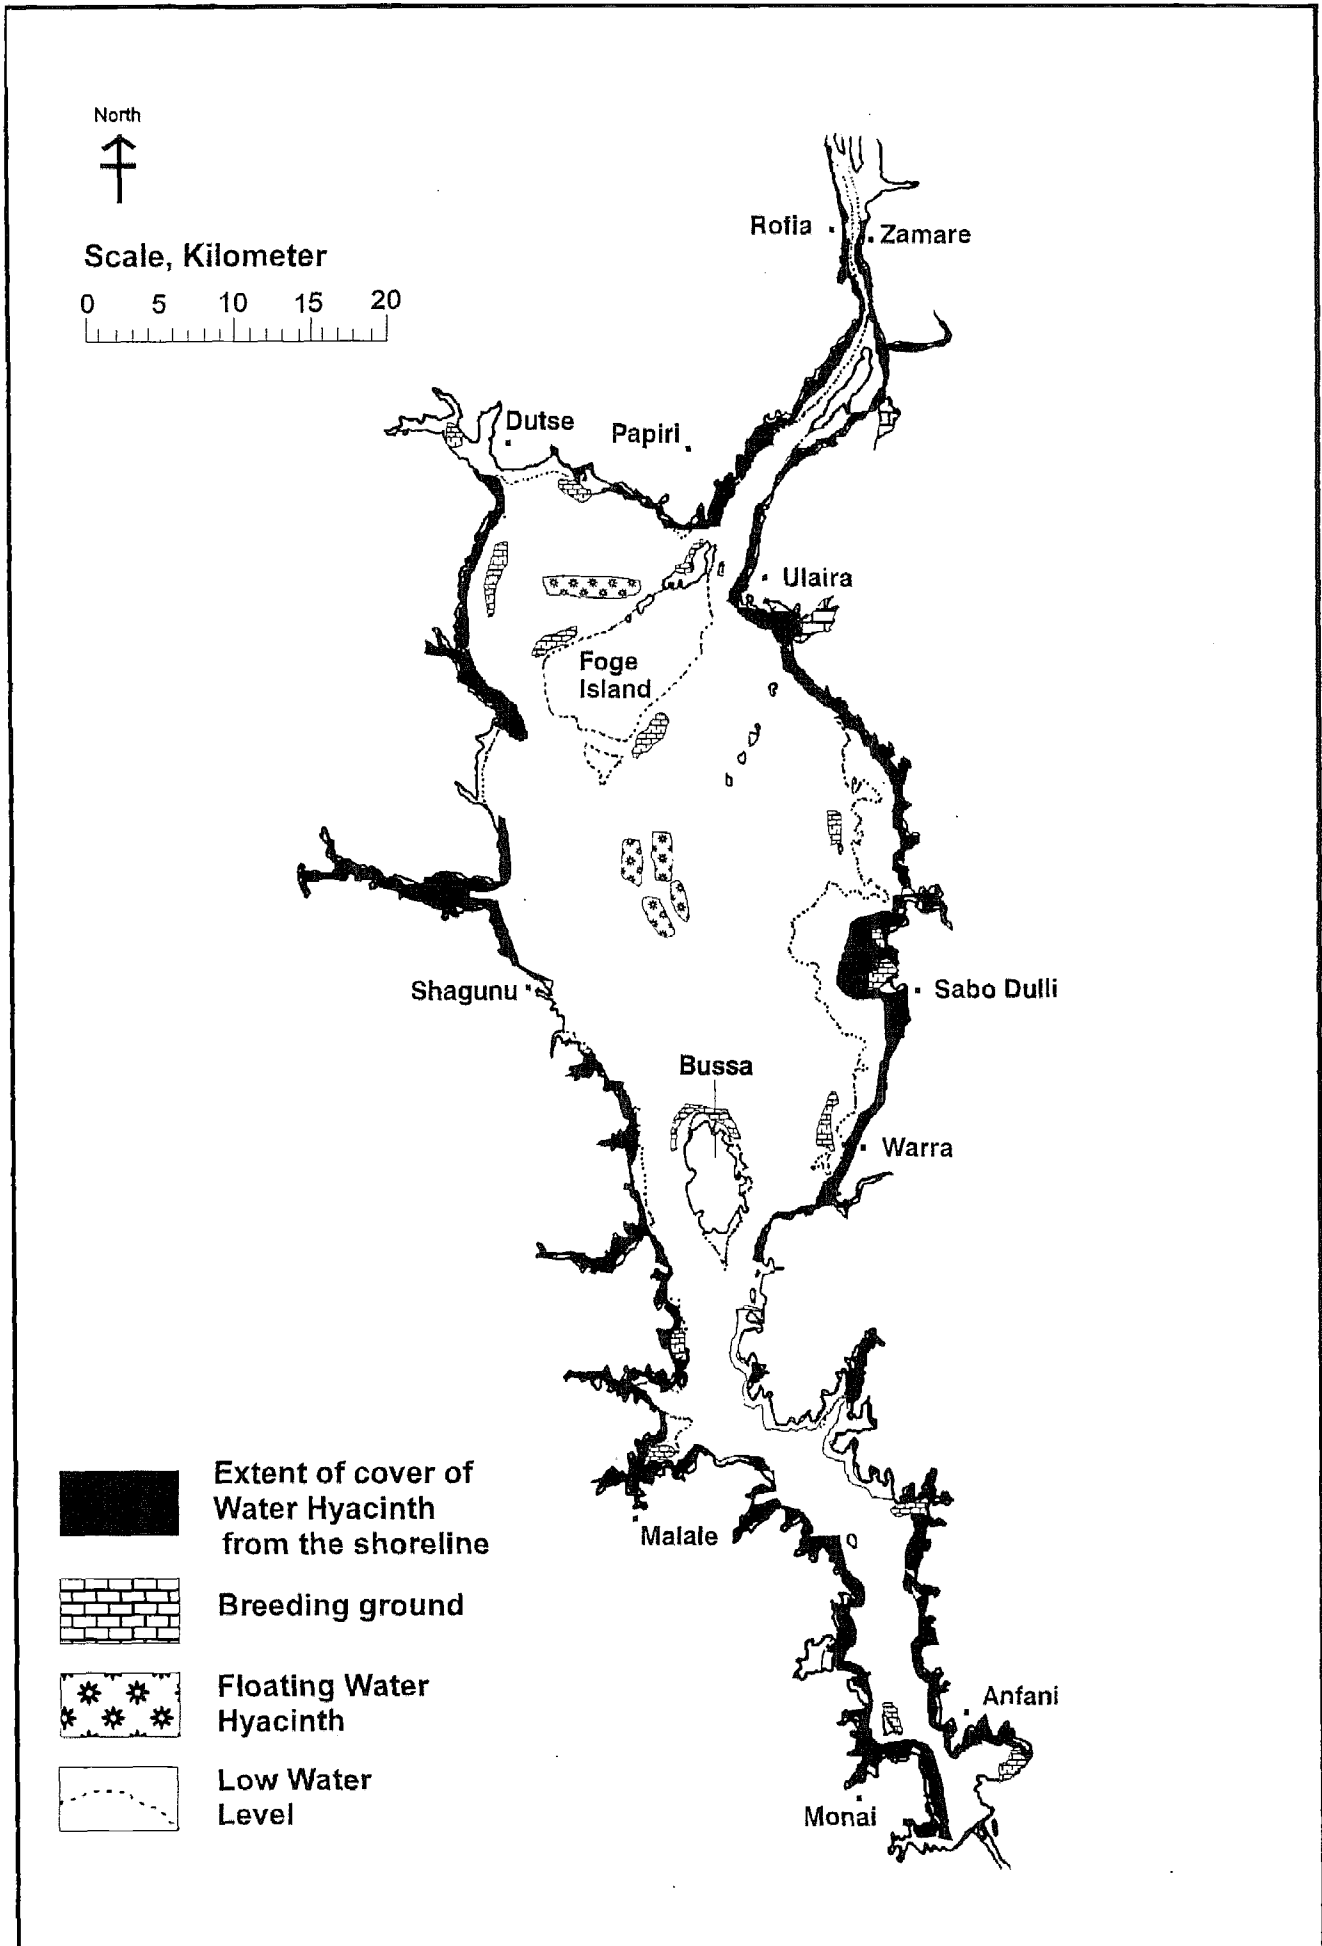 North
Rofia
Zamare
Scale, Kilometer
0 5 10 15 20
Dutse
Papiri
Ulaira
Foge
Island
Shagunu
Sabo Dulli
Bussa
Warra
Extent of cover of
Water Hyacinth
from the shoreline
Malale
Breeding ground
Floating Water
Hyacinth
Anfani
Low Water
Level
Monai